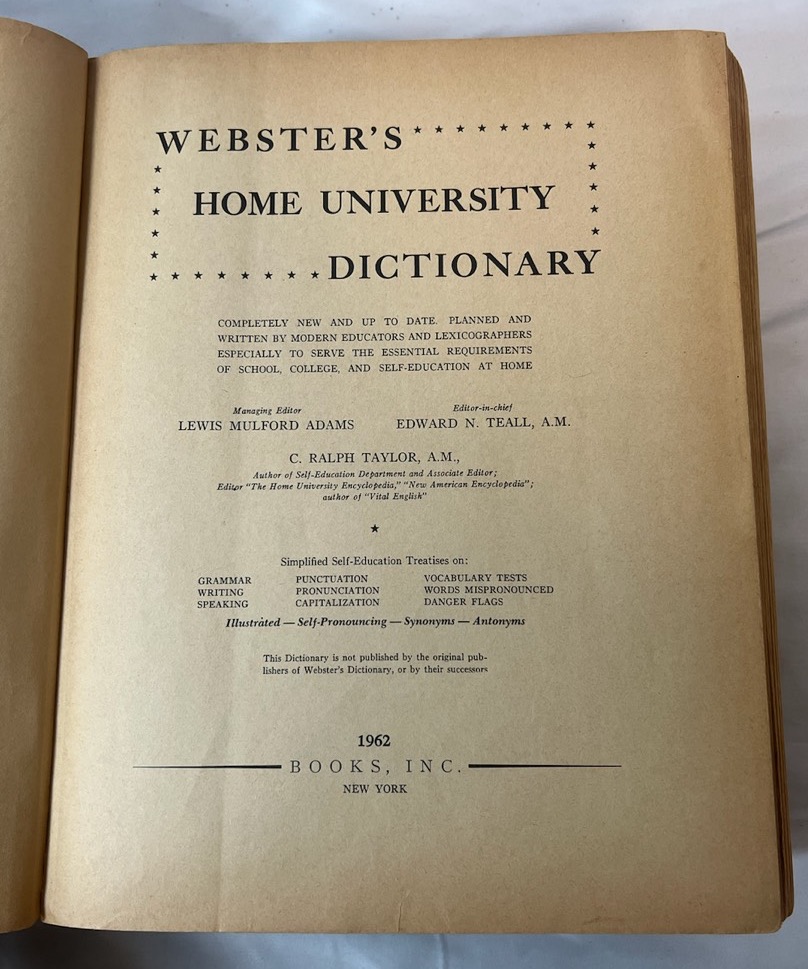 WEBSTER'S
HOME UNIVERSITY
DICTIONARY
COMPLETELY NEW AND UP TO DATE. PLANNED AND
WRITTEN BY MODERN EDUCATORS AND LEXICOGRAPHERS
ESPECIALLY TO SERVE THE ESSENTIAL REQUIREMENTS
OF SCHOOL, COLLEGE, AND SELF-EDUCATION AT HOME
Managing Editor Editor-in-chief
LEWIS MULFORD ADAMS EDWARD N. TEALL, A.M.
C. RALPH TAYLOR, A.M.,
Author of Self-Education Department and Associate Editor;
Editor "The Home University Encyclopedia," "New American Encyclopedia";
author of "Vital English"
Simplified Self-Education Treatises on:
GRAMMAR PUNCTUATION VOCABULARY TESTS
WRITING PRONUNCIATION WORDS MISPRONOUNCED
SPEAKING CAPITALIZATION DANGER FLAGS
Illustrated — Self-Pronouncing — Synonyms — Antonyms
This Dictionary is not published by the original pub-
lishers of Webster's Dictionary, or by their successors
1962
BOOKS, INC.
NEW YORK